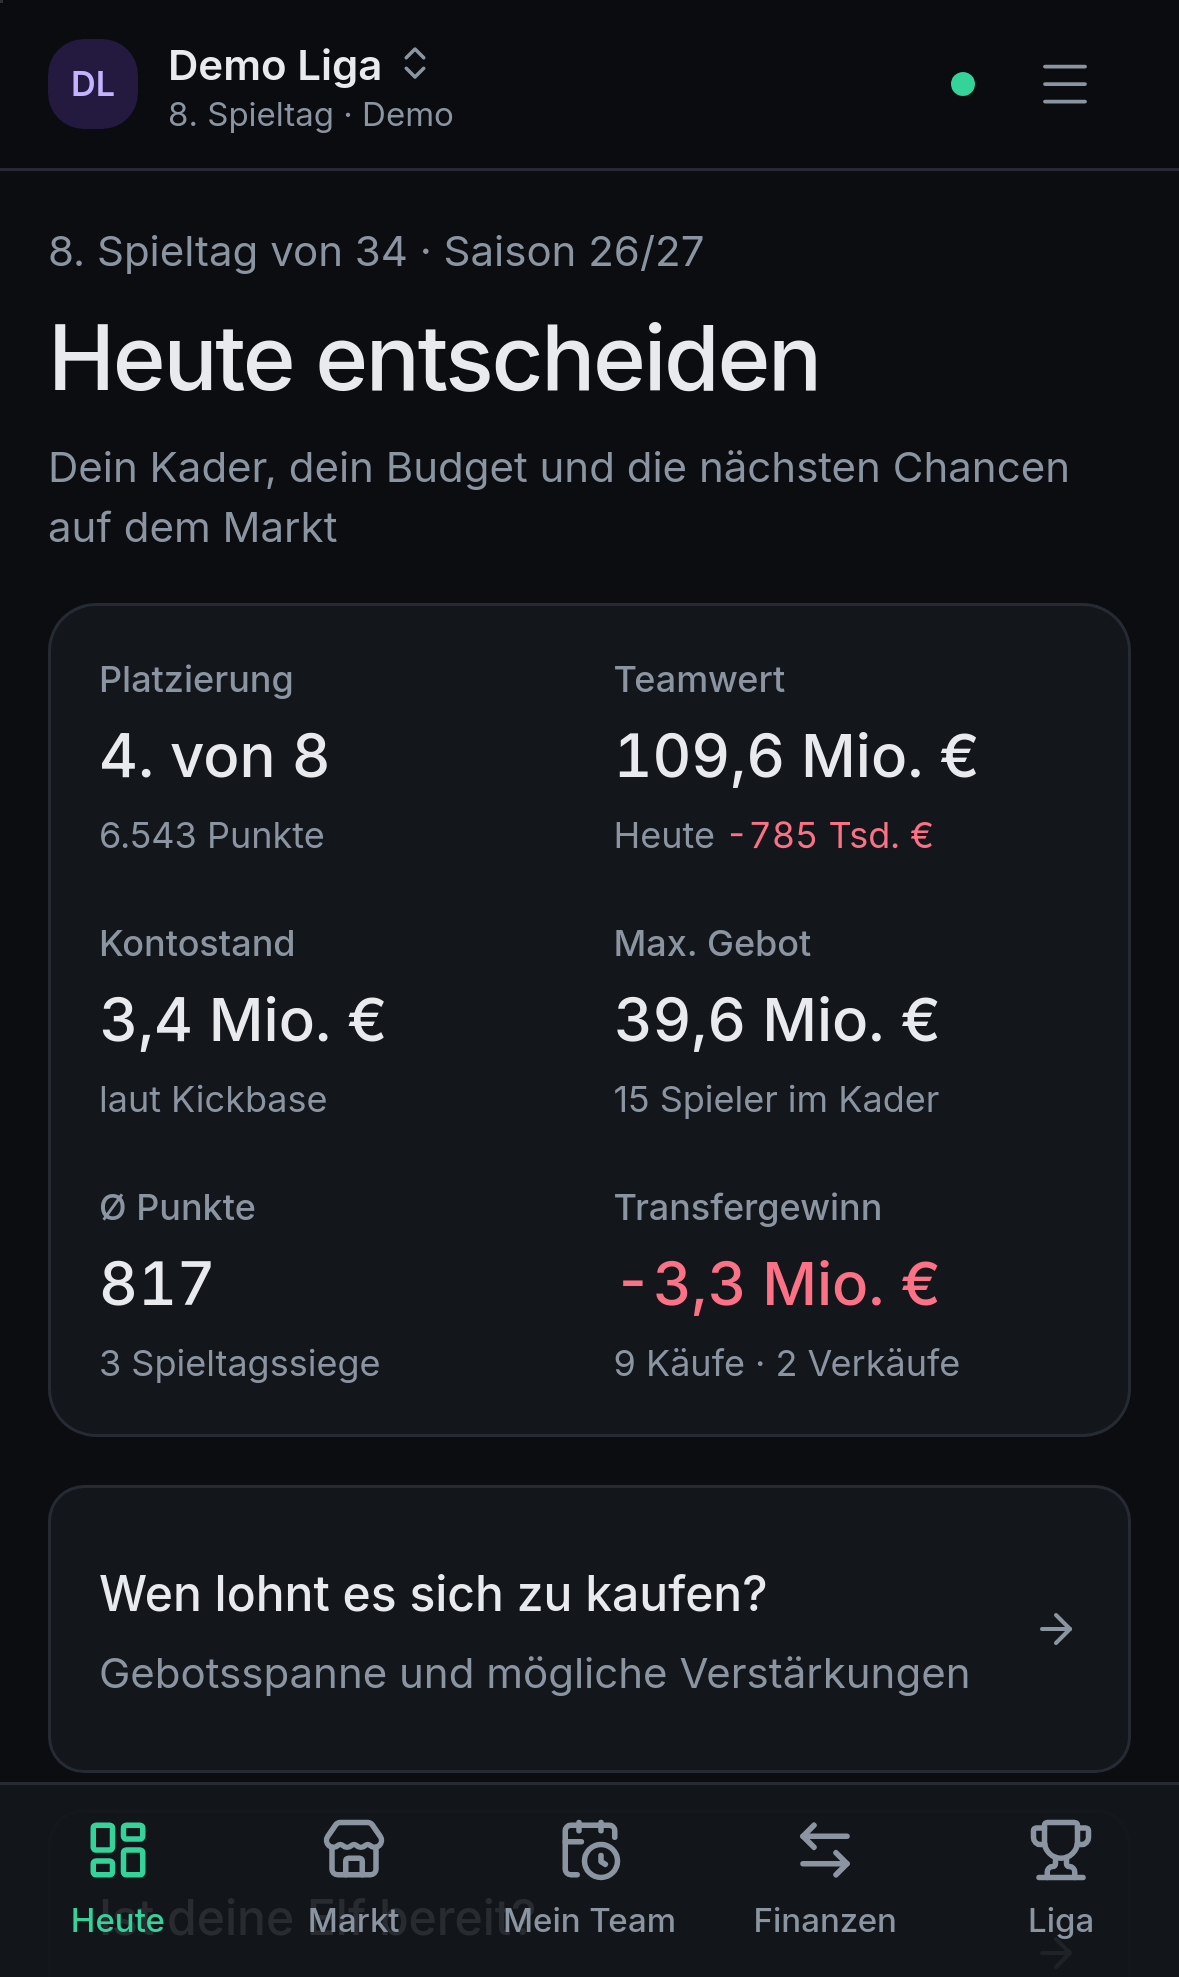 DL
Demo Liga
8. Spieltag · Demo
8. Spieltag von 34 · Saison 26/27
Heute entscheiden
Dein Kader, dein Budget und die nächsten Chancen
auf dem Markt
Platzierung
4. von 8
6.543 Punkte
Teamwert
109,6 Mio. €
Heute -785 Tsd. €
Kontostand
3,4 Mio. €
laut Kickbase
Max. Gebot
39,6 Mio. €
15 Spieler im Kader
Ø Punkte
817
3 Spieltagssiege
Transfergewinn
-3,3 Mio. €
9 Käufe · 2 Verkäufe
Wen lohnt es sich zu kaufen?
Gebotsspanne und mögliche Verstärkungen
Ist deine Elf bereit?
Heute
Markt
Mein Team
Finanzen
Liga